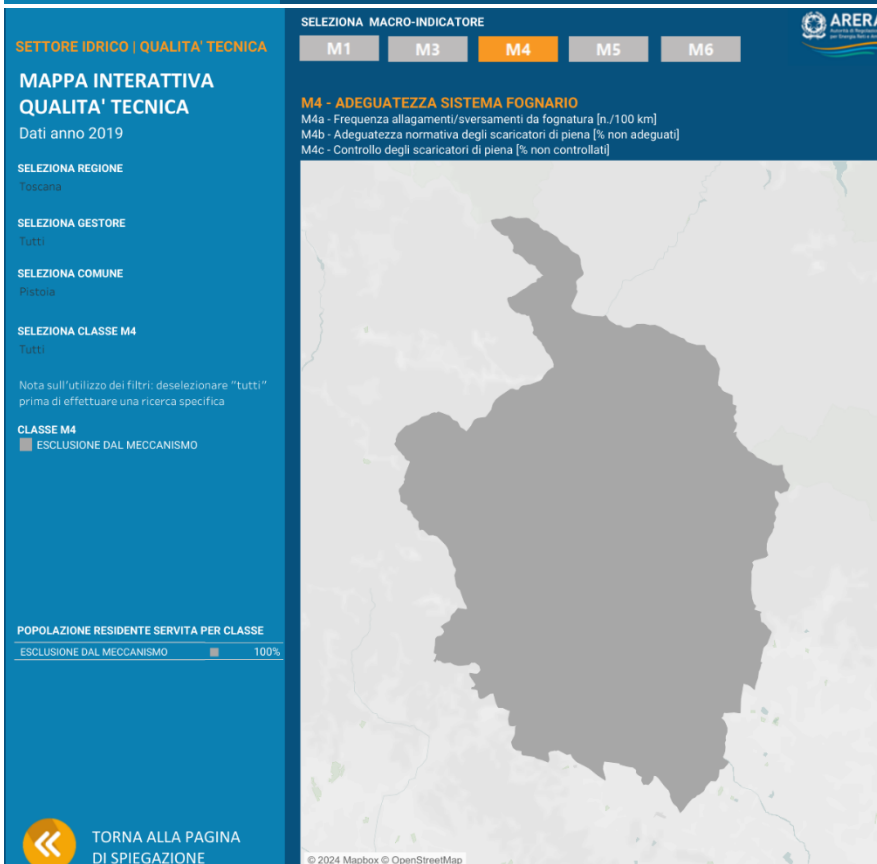 SETTORE IDRICO | QUALITA' TECNICA
MAPPA INTERATTIVA
QUALITA' TECNICA
Dati anno 2019
SELEZIONA REGIONE
Toscana
SELEZIONA GESTORE
Tutti
SELEZIONA COMUNE
Pistoia
SELEZIONA CLASSE M4
Tutti
Nota sull'utilizzo dei filtri: deselezionare "tutti"
prima di effettuare una ricerca specifica
CLASSE M4
ESCLUSIONE DAL MECCANISMO
POPOLAZIONE RESIDENTE SERVITA PER CLASSE
ESCLUSIONE DAL MECCANISMO 100%
TORNA ALLA PAGINA
DI SPIEGAZIONE
SELEZIONA MACRO-INDICATORE
M1 M3 M4 M5 M6
ARERA
M4 - ADEGUATEZZA SISTEMA FOGNARIO
M4a - Frequenza allagamenti/sversamenti da fognatura [n./100 km]
M4b - Adeguatezza normativa degli scaricatori di piena [% non adeguati]
M4c - Controllo degli scaricatori di piena [% non controllati]
© 2024 Mapbox © OpenStreetMap